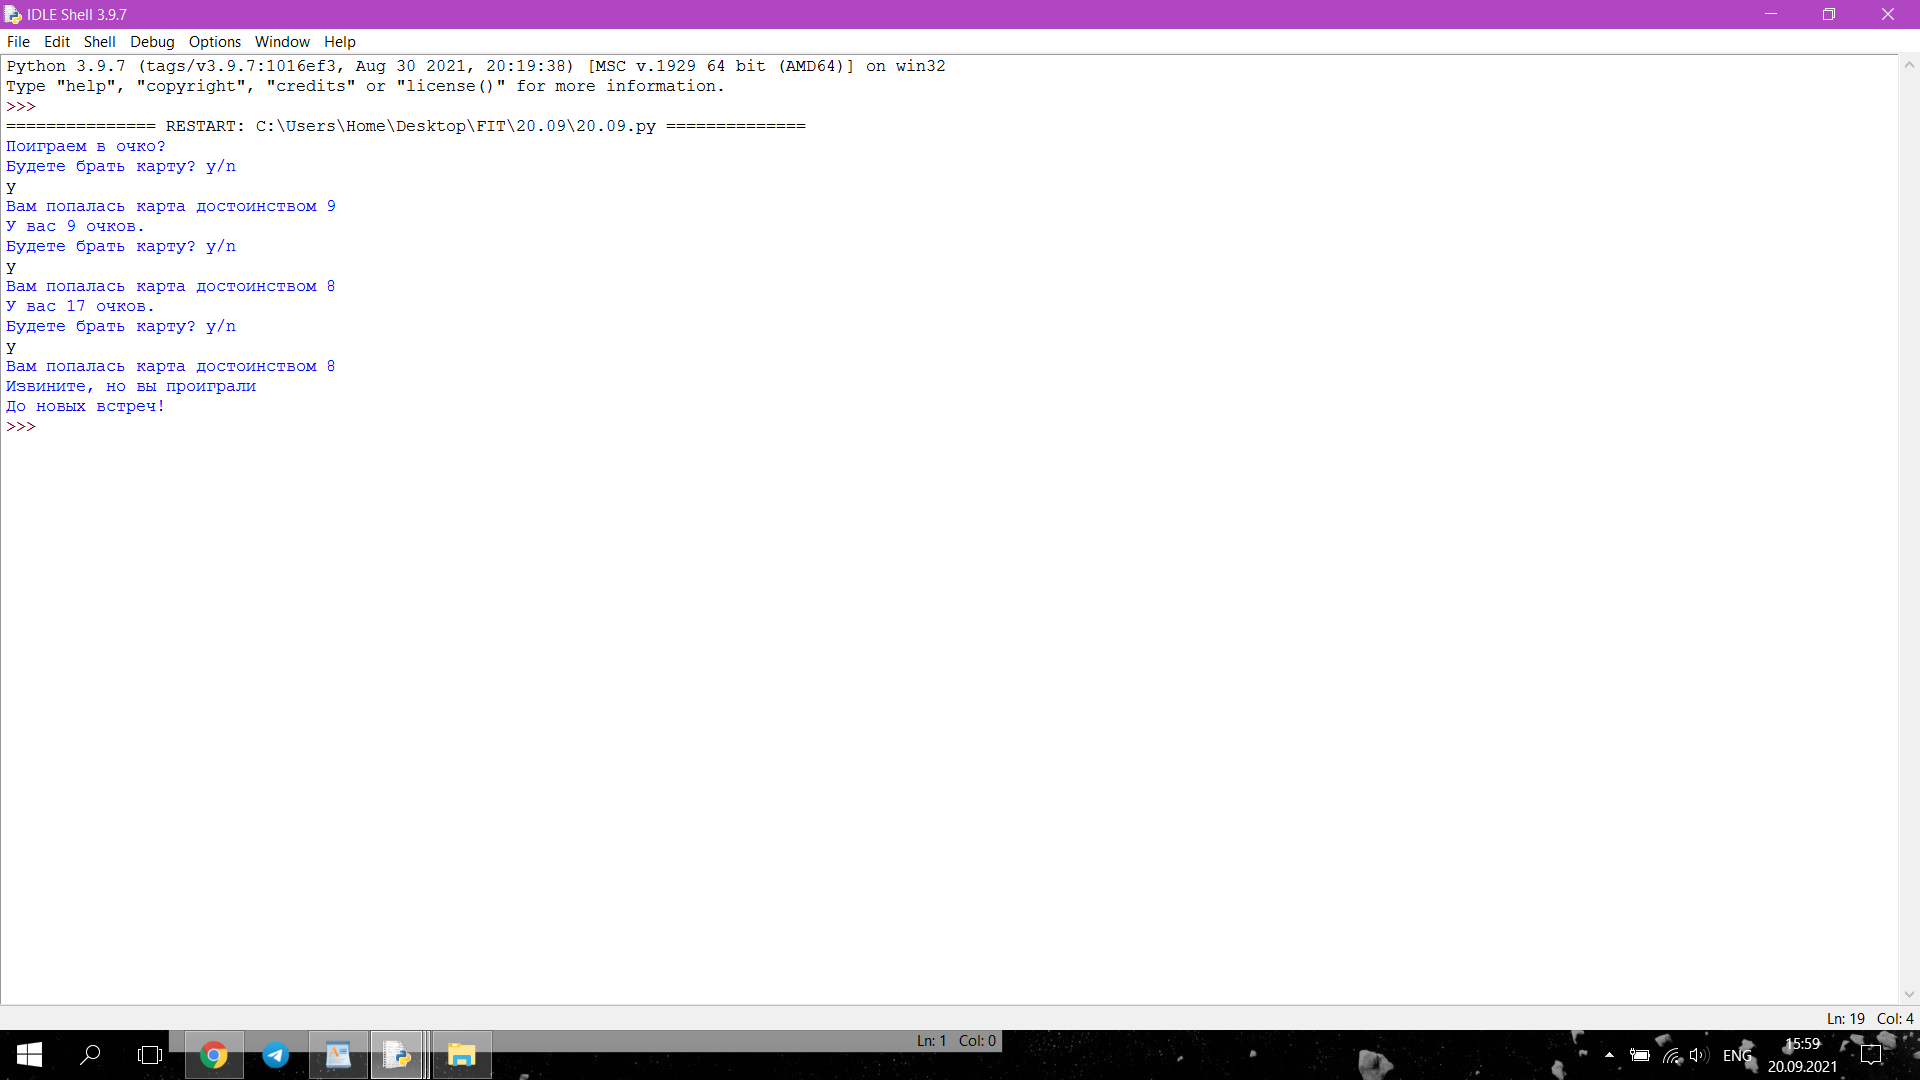 IDLE Shell 3.9.7
File Edit Shell Debug Options Window Help
Python 3.9.7 (tags/v3.9.7:1016ef3, Aug 30 2021, 20:19:38) [MSC v.1929 64 bit (AMD64)] on win32
Type "help", "copyright", "credits" or "license()" for more information.
>>>
=============== RESTART: C:\Users\Home\Desktop\FIT\20.09\20.09.py ==============
Поиграем в очко?
Будете брать карту? y/n
y
Вам попалась карта достоинством 9
У вас 9 очков.
Будете брать карту? y/n
y
Вам попалась карта достоинством 8
У вас 17 очков.
Будете брать карту? y/n
y
Вам попалась карта достоинством 8
Извините, но вы проиграли
До новых встреч!
>>>
Ln: 19 Col: 4
Ln: 1 Col: 0
ENG
15:59
20.09.2021